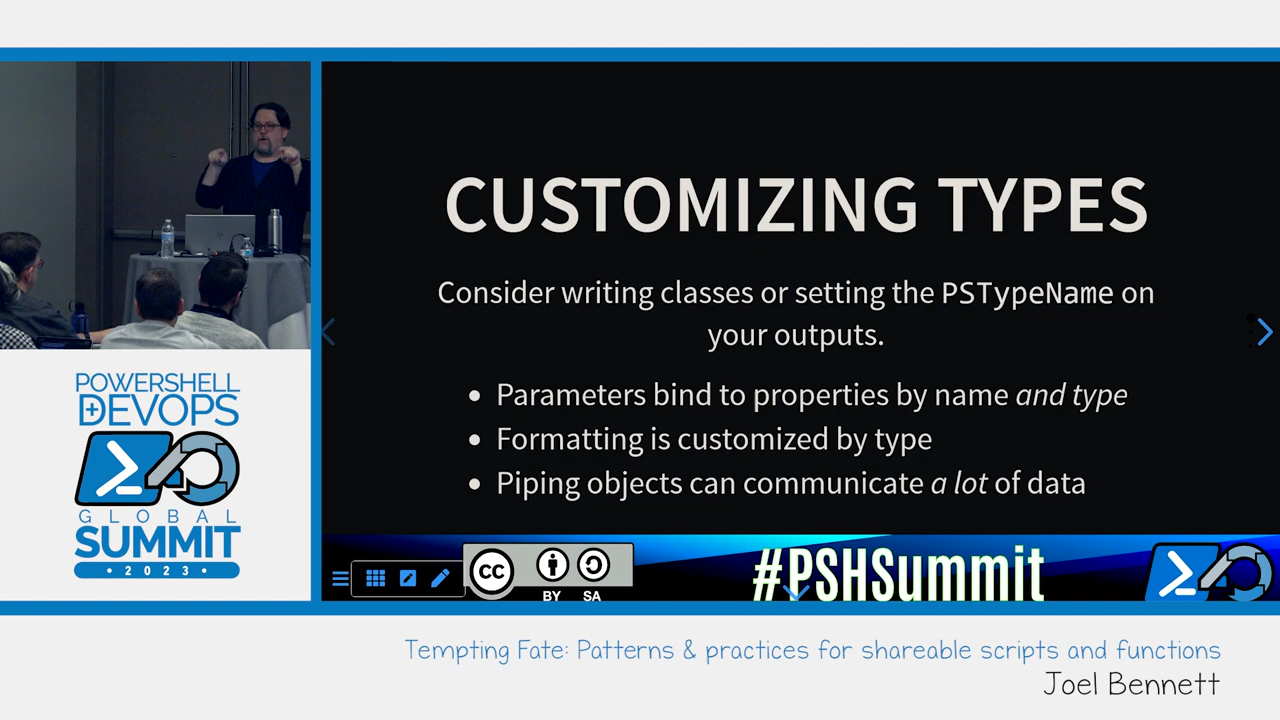 CUSTOMIZING TYPES
Consider writing classes or setting the PSTypeName on
your outputs.
• Parameters bind to properties by name and type
• Formatting is customized by type
• Piping objects can communicate a lot of data
POWERSHELL
+DEVOPS
GLOBAL
SUMMIT
• 2023 •
CC
BY SA
#PSHSummit
Tempting Fate: Patterns & practices for shareable scripts and functions
Joel Bennett